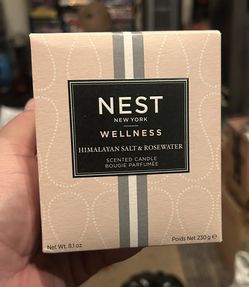 NEST
NEW YORK
WELLNESS
HIMALAYAN SALT & ROSEWATER
SCENTED CANDLE
BOUGIE PARFUMÉE
Net Wt. 8.1 oz
Poids Net 230 g